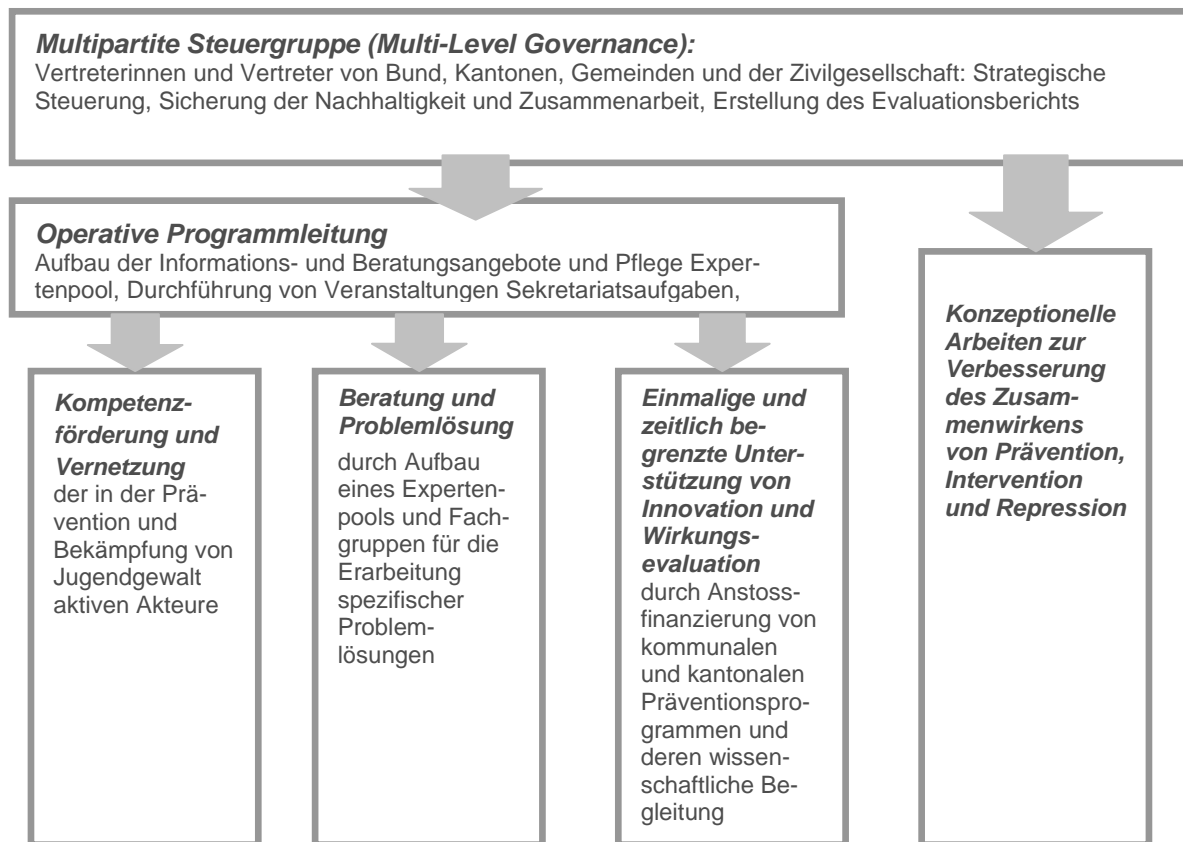 Multipartite Steuergruppe (Multi-Level Governance):
Vertreterinnen und Vertreter von Bund, Kantonen, Gemeinden und der Zivilgesellschaft: Strategische
Steuerung, Sicherung der Nachhaltigkeit und Zusammenarbeit, Erstellung des Evaluationsberichts
Operative Programmleitung
Aufbau der Informations- und Beratungsangebote und Pflege Exper-
tenpool, Durchführung von Veranstaltungen Sekretariatsaufgaben,
Kompetenz-
förderung und
Vernetzung
der in der Prä-
vention und
Bekämpfung von
Jugendgewalt
aktiven Akteure
Beratung und
Problemlösung
durch Aufbau
eines Experten-
pools und Fach-
gruppen für die
Erarbeitung
spezifischer
Problem-
lösungen
Einmalige und
zeitlich be-
grenzte Unter-
stützung von
Innovation und
Wirkungs-
evaluation
durch Anstoss-
finanzierung von
kommunalen
und kantonalen
Präventionspro-
grammen und
deren wissen-
schaftliche Be-
gleitung
Konzeptionelle
Arbeiten zur
Verbesserung
des Zusam-
menwirkens
von Prävention,
Intervention
und Repression